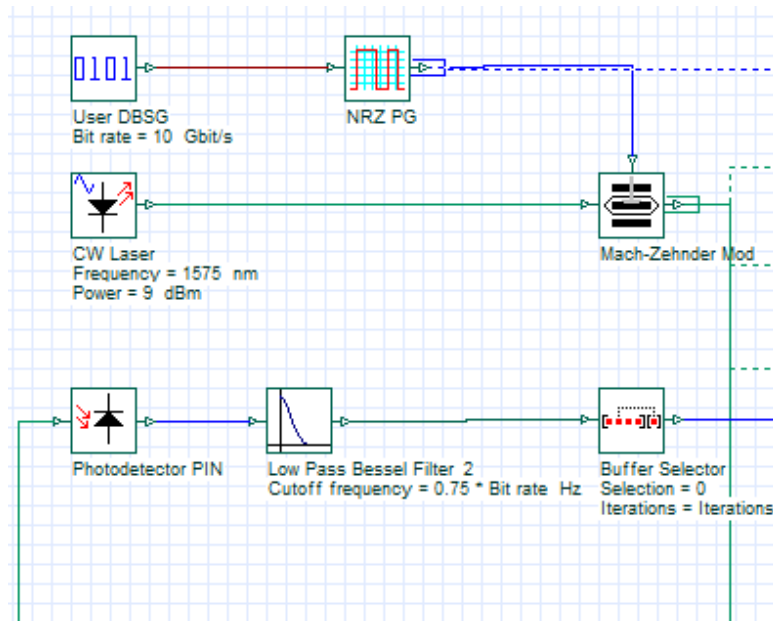 User DBSG
Bit rate = 10 Gbit/s
NRZ PG
CW Laser
Frequency = 1575 nm
Power = 9 dBm
Mach-Zehnder Mod
Photodetector PIN
Low Pass Bessel Filter 2
Cutoff frequency = 0.75 * Bit rate Hz
Buffer Selector
Selection = 0
Iterations = Iterations